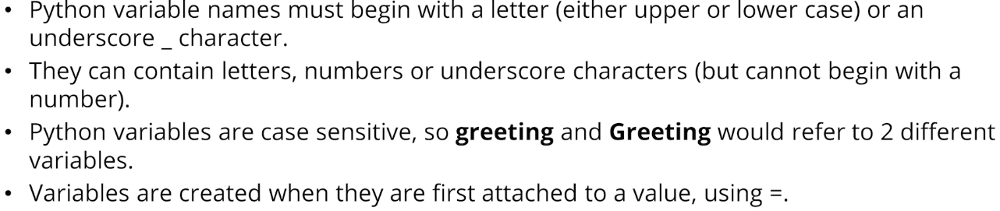 • Python variable names must begin with a letter (either upper or lower case) or an
underscore _ character.
• They can contain letters, numbers or underscore characters (but cannot begin with a
number).
• Python variables are case sensitive, so greeting and Greeting would refer to 2 different
variables.
• Variables are created when they are first attached to a value, using =.